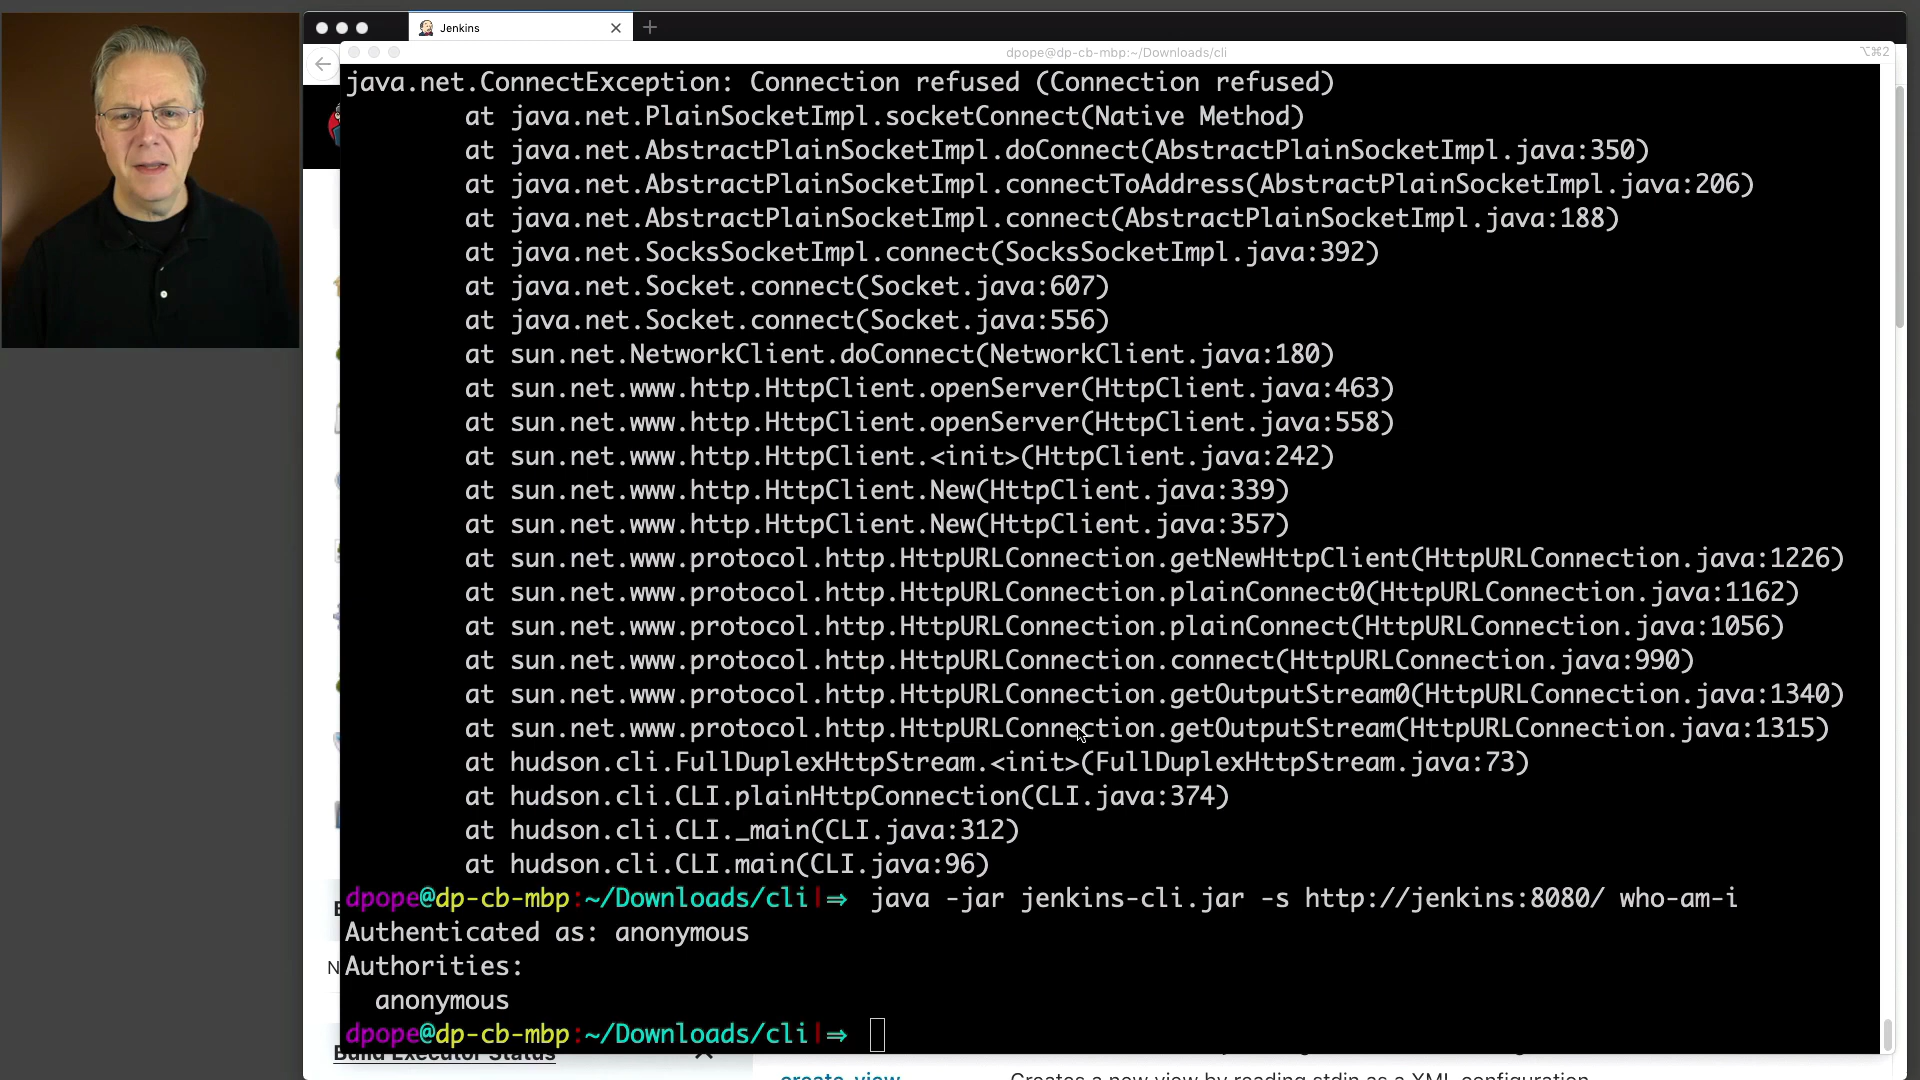 Jenkins
dpope@dp-cb-mbp:~/Downloads/cli
⌥⌘2
java.net.ConnectException: Connection refused (Connection refused)
at java.net.PlainSocketImpl.socketConnect(Native Method)
at java.net.AbstractPlainSocketImpl.doConnect(AbstractPlainSocketImpl.java:350)
at java.net.AbstractPlainSocketImpl.connectToAddress(AbstractPlainSocketImpl.java:206)
at java.net.AbstractPlainSocketImpl.connect(AbstractPlainSocketImpl.java:188)
at java.net.SocksSocketImpl.connect(SocksSocketImpl.java:392)
at java.net.Socket.connect(Socket.java:607)
at java.net.Socket.connect(Socket.java:556)
at sun.net.NetworkClient.doConnect(NetworkClient.java:180)
at sun.net.www.http.HttpClient.openServer(HttpClient.java:463)
at sun.net.www.http.HttpClient.openServer(HttpClient.java:558)
at sun.net.www.http.HttpClient.<init>(HttpClient.java:242)
at sun.net.www.http.HttpClient.New(HttpClient.java:339)
at sun.net.www.http.HttpClient.New(HttpClient.java:357)
at sun.net.www.protocol.http.HttpURLConnection.getNewHttpClient(HttpURLConnection.java:1226)
at sun.net.www.protocol.http.HttpURLConnection.plainConnect0(HttpURLConnection.java:1162)
at sun.net.www.protocol.http.HttpURLConnection.plainConnect(HttpURLConnection.java:1056)
at sun.net.www.protocol.http.HttpURLConnection.connect(HttpURLConnection.java:990)
at sun.net.www.protocol.http.HttpURLConnection.getOutputStream0(HttpURLConnection.java:1340)
at sun.net.www.protocol.http.HttpURLConnection.getOutputStream(HttpURLConnection.java:1315)
at hudson.cli.FullDuplexHttpStream.<init>(FullDuplexHttpStream.java:73)
at hudson.cli.CLI.plainHttpConnection(CLI.java:374)
at hudson.cli.CLI._main(CLI.java:312)
at hudson.cli.CLI.main(CLI.java:96)
dpope@dp-cb-mbp:~/Downloads/cli|⇒ java -jar jenkins-cli.jar -s http://jenkins:8080/ who-am-i
Authenticated as: anonymous
Authorities:
anonymous
dpope@dp-cb-mbp:~/Downloads/cli|⇒
Build Executor Status
create-view
Creates a new view by reading stdin as a XML configuration